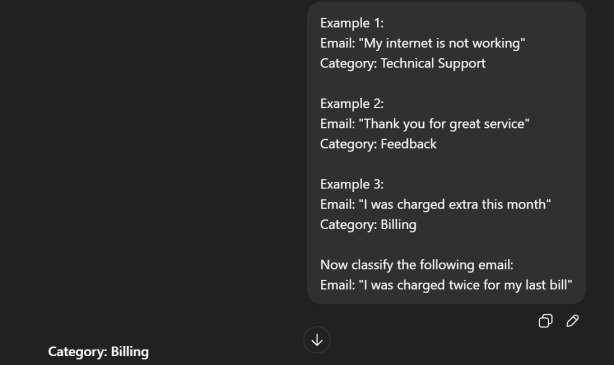 Example 1:
Email: "My internet is not working"
Category: Technical Support
Example 2:
Email: "Thank you for great service"
Category: Feedback
Example 3:
Email: "I was charged extra this month"
Category: Billing
Now classify the following email:
Email: "I was charged twice for my last bill"
Category: Billing